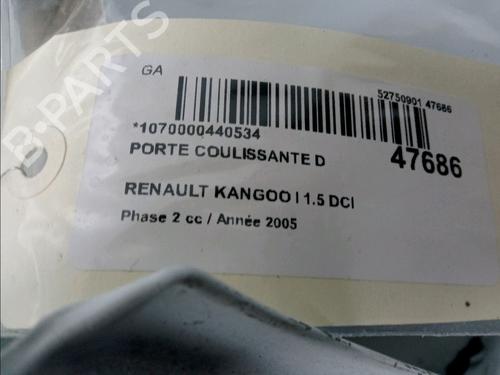 GA
52750901 47686
*1070000440534
PORTE COULISSANTE D
47686
RENAULT KANGOO I 1.5 DCI
Phase 2 cc / Année 2005
B-PARTS